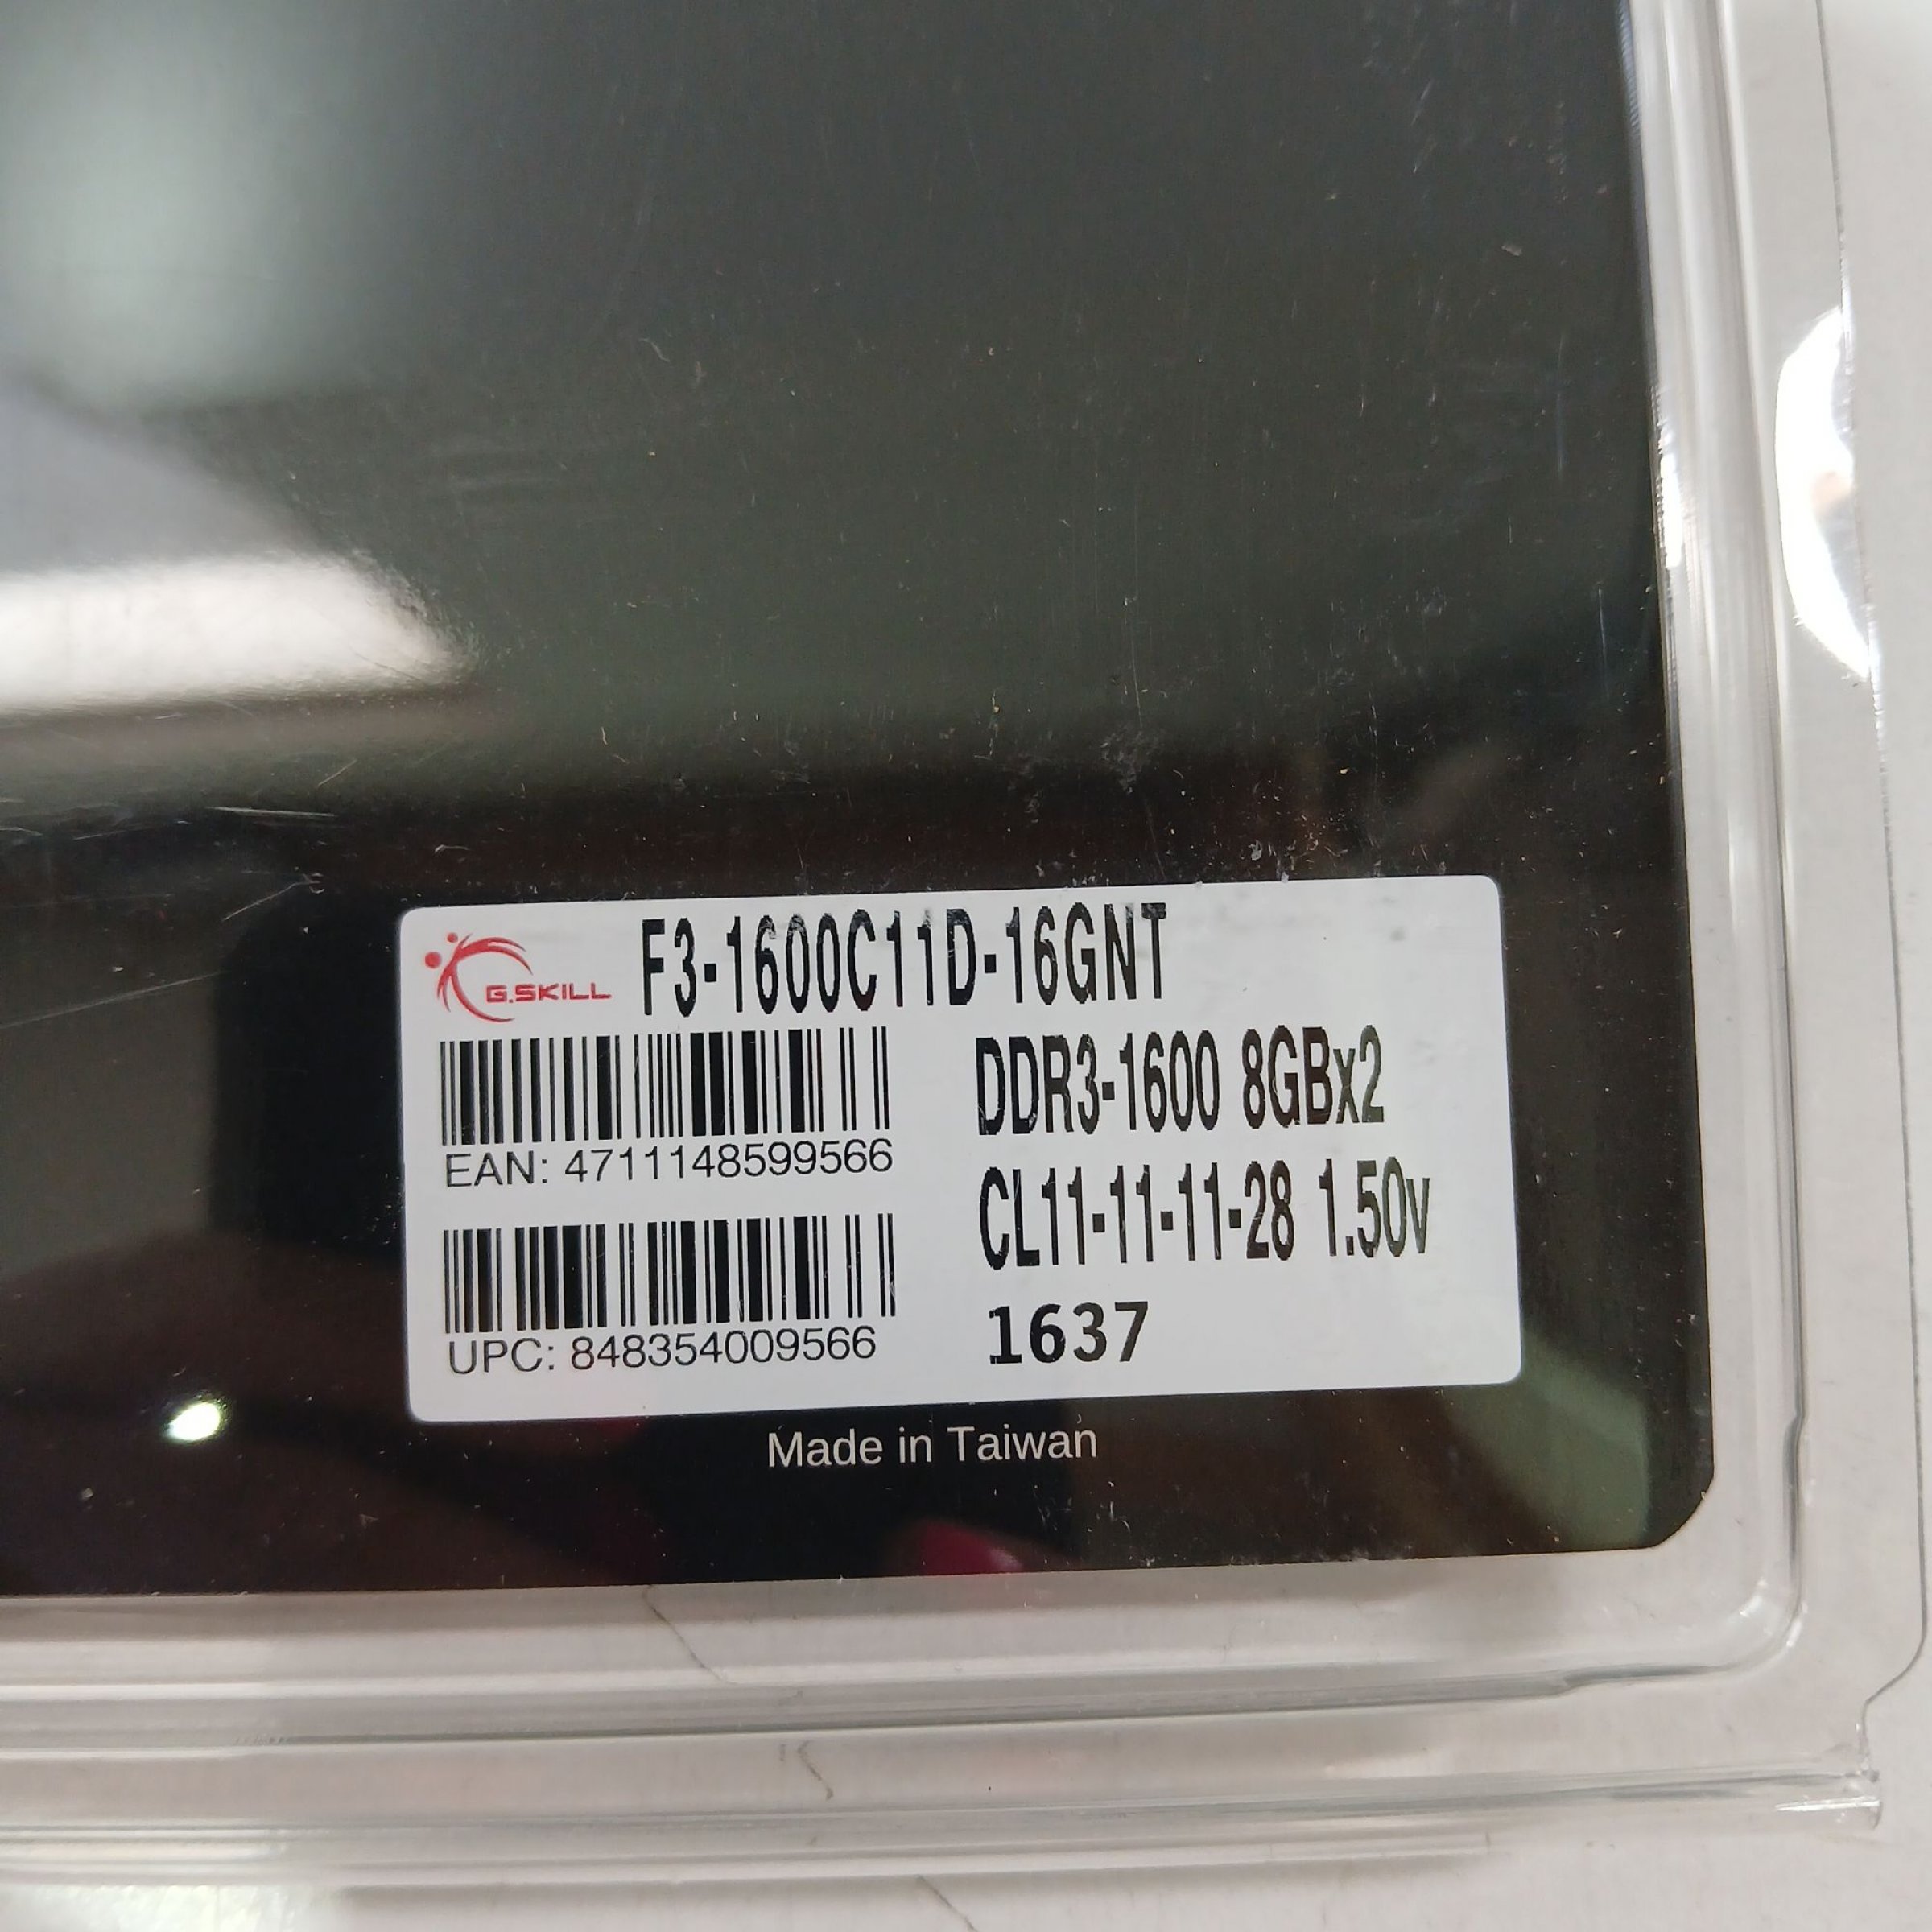 G.SKILL F3-1600C11D-16GNT
DDR3-1600 8GBx2
EAN: 4711148599566
CL11-11-11-28 1.50v
UPC: 848354009566
1637
Made in Taiwan